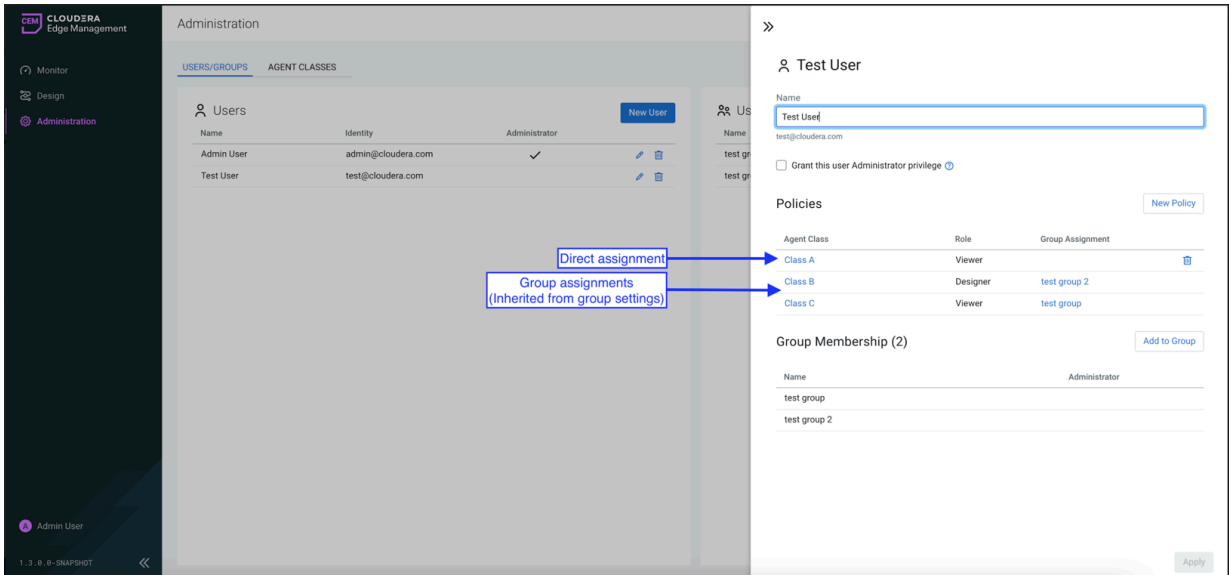 CEM
CLOUDERA
Edge Management
Monitor
Design
Administration
Admin User
1.3.0.0-SNAPSHOT
Administration
USERS/GROUPS AGENT CLASSES
Users
New User
Name Identity Administrator
Admin User admin@cloudera.com
Test User test@cloudera.com
Us
Name
test gr
test gr
Direct assignment
Group assignments
(Inherited from group settings)
Test User
Name
Test User
test@cloudera.com
Grant this user Administrator privilege
Policies
New Policy
Agent Class Role Group Assignment
Class A Viewer
Class B Designer test group 2
Class C Viewer test group
Group Membership (2)
Add to Group
Name Administrator
test group
test group 2
Apply
A